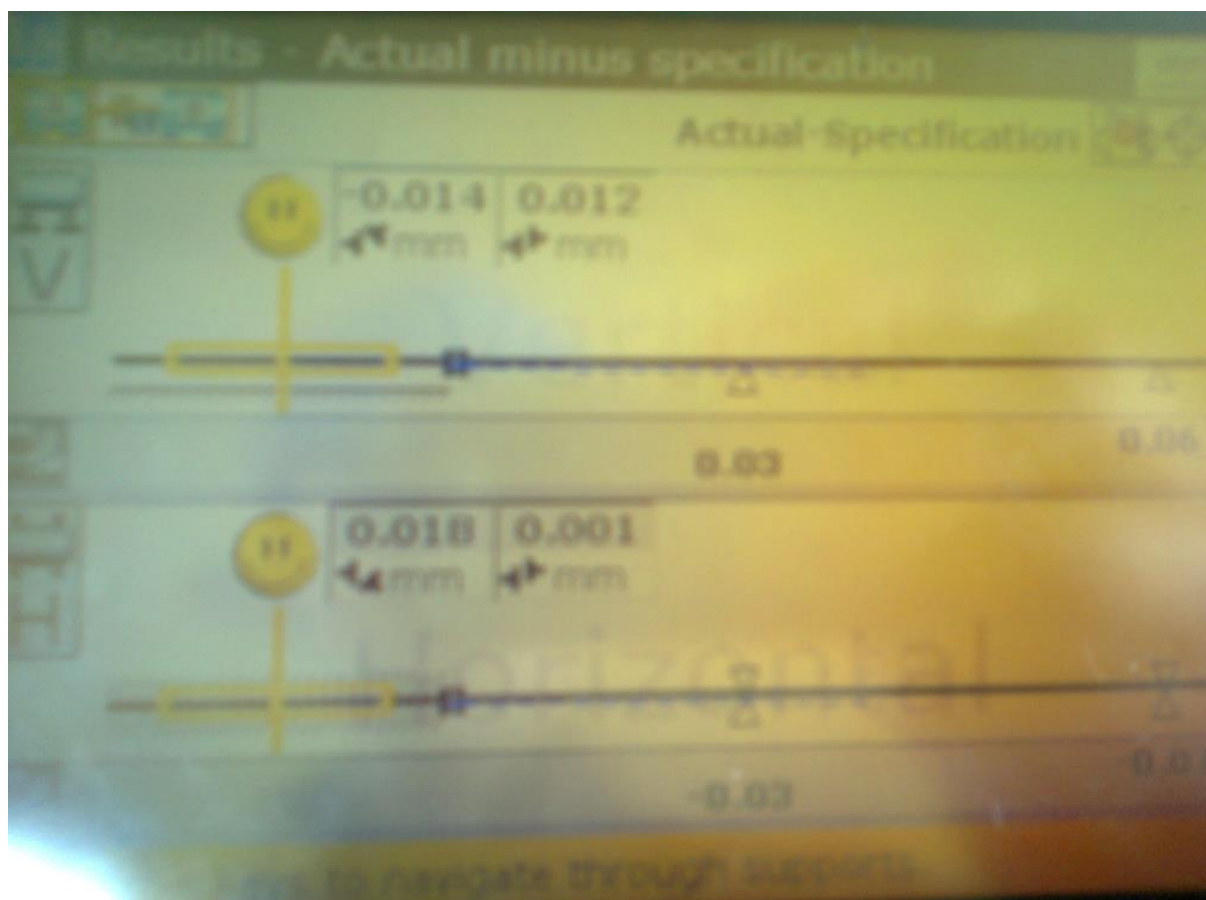 Results - Actual minus specification
Actual-Specification
-0.014 0.012
mm mm
V
Vertical
0.03 0.06
0.018 0.001
mm mm
H
Horizontal
-0.03
to navigate through supports